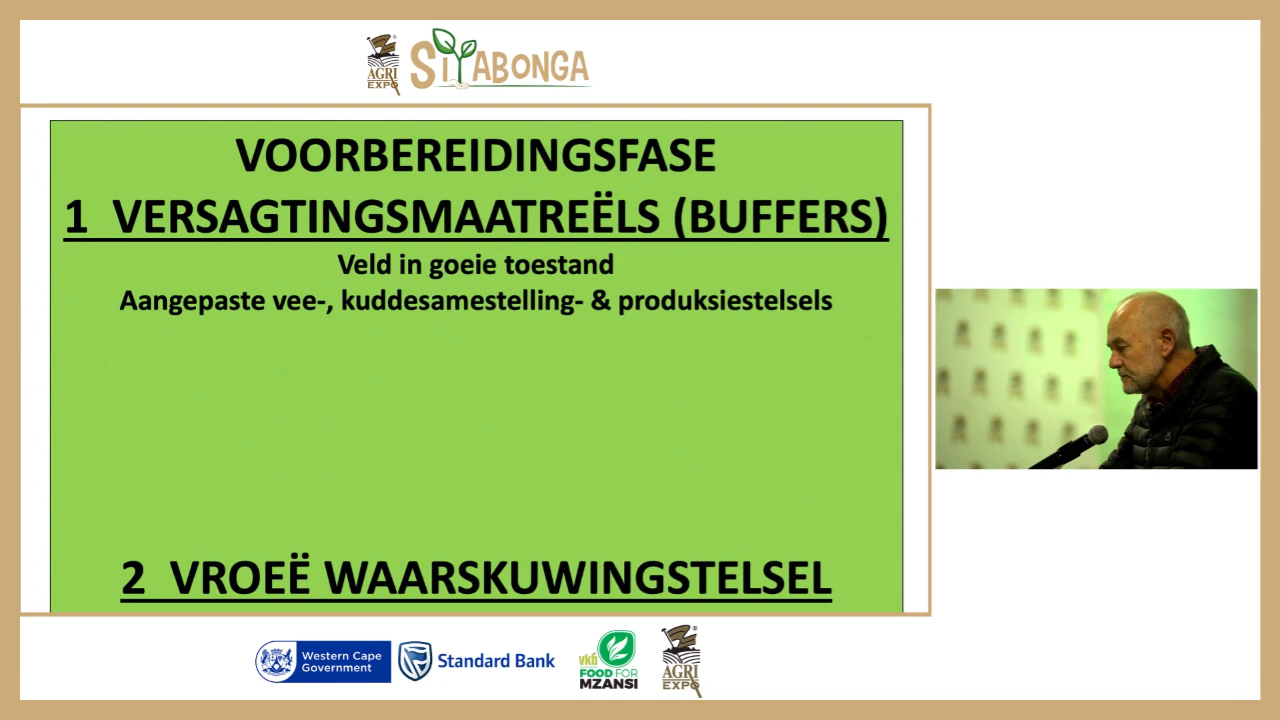 AGRI
EXPO
SIYABONGA
VOORBEREIDINGSFASE
1 VERSAGTINGSMAATREËLS (BUFFERS)
Veld in goeie toestand
Aangepaste vee-, kuddesamestelling- & produksiestelsels
2 VROEË WAARSKUWINGSTELSEL
Western Cape
Government
Standard Bank
vkb
FOOD FOR
MZANSI
AGRI
EXPO